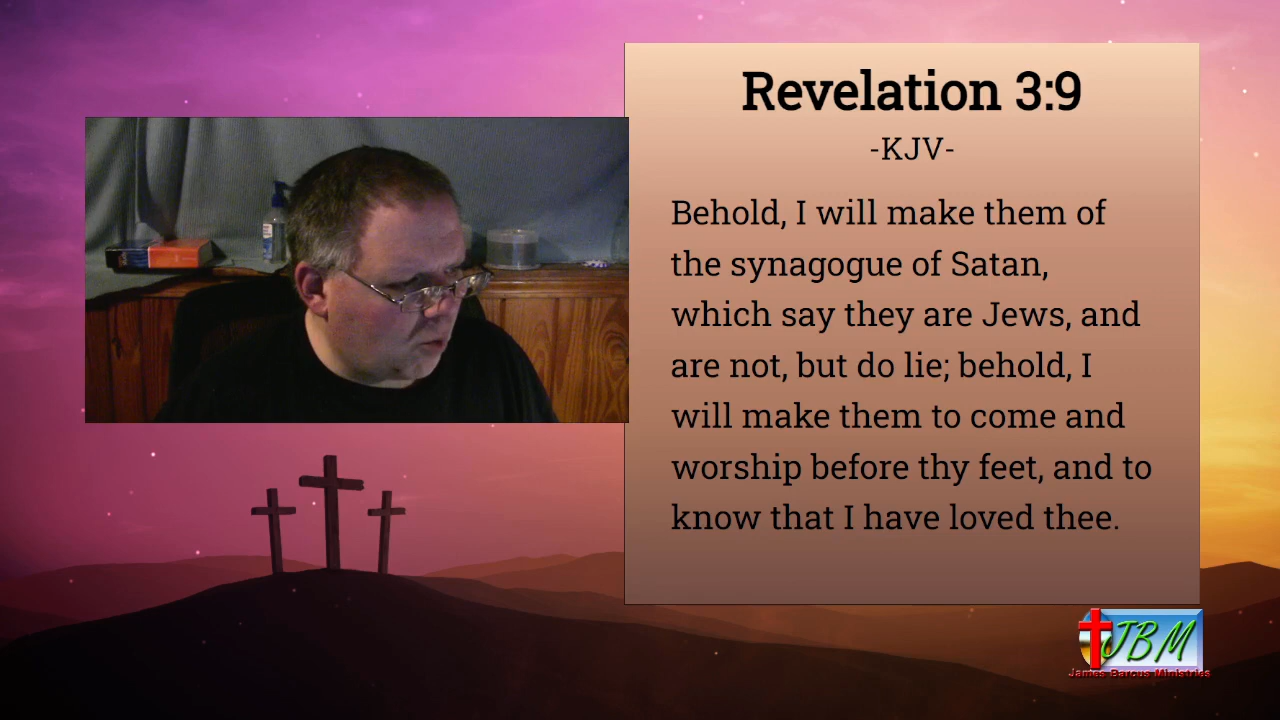 Revelation 3:9
-KJV-
Behold, I will make them of
the synagogue of Satan,
which say they are Jews, and
are not, but do lie; behold, I
will make them to come and
worship before thy feet, and to
know that I have loved thee.
JBM
James Barcus Ministries